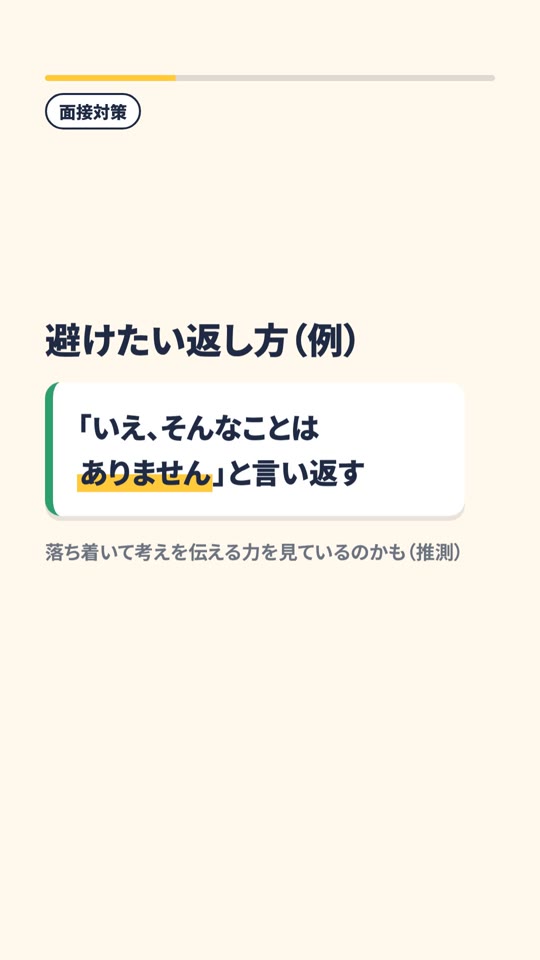 面接対策
避けたい返し方（例）
「いえ、そんなことは
ありません」と言い返す
落ち着いて考えを伝える力を見ているのかも（推測）